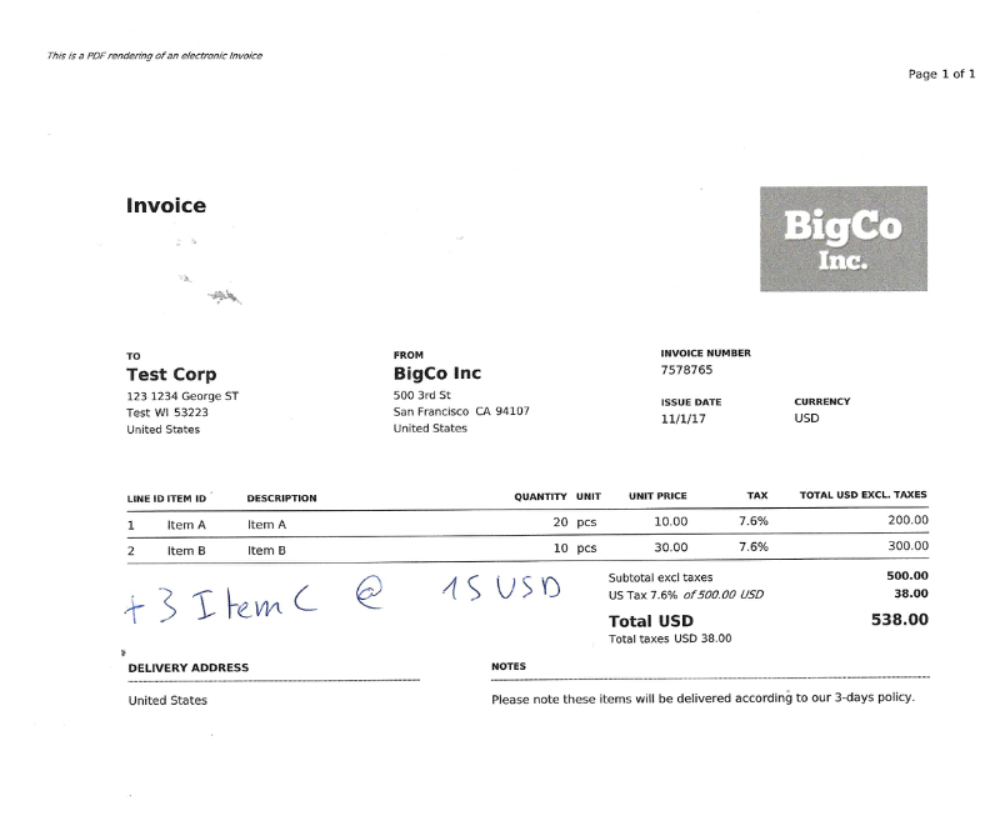 This is a PDF rendering of an electronic Invoice
Page 1 of 1
Invoice
BigCo
Inc.
TO
Test Corp
123 1234 George ST
Test WI 53223
United States
FROM
BigCo Inc
500 3rd St
San Francisco CA 94107
United States
INVOICE NUMBER
7578765
ISSUE DATE
11/1/17
CURRENCY
USD
LINE ID ITEM ID DESCRIPTION QUANTITY UNIT UNIT PRICE TAX TOTAL USD EXCL. TAXES
1 Item A Item A 20 pcs 10.00 7.6% 200.00
2 Item B Item B 10 pcs 30.00 7.6% 300.00
+ 3 Item C @ 15 USD
Subtotal excl taxes 500.00
US Tax 7.6% of 500.00 USD 38.00
Total USD 538.00
Total taxes USD 38.00
DELIVERY ADDRESS
United States
NOTES
Please note these items will be delivered according to our 3-days policy.